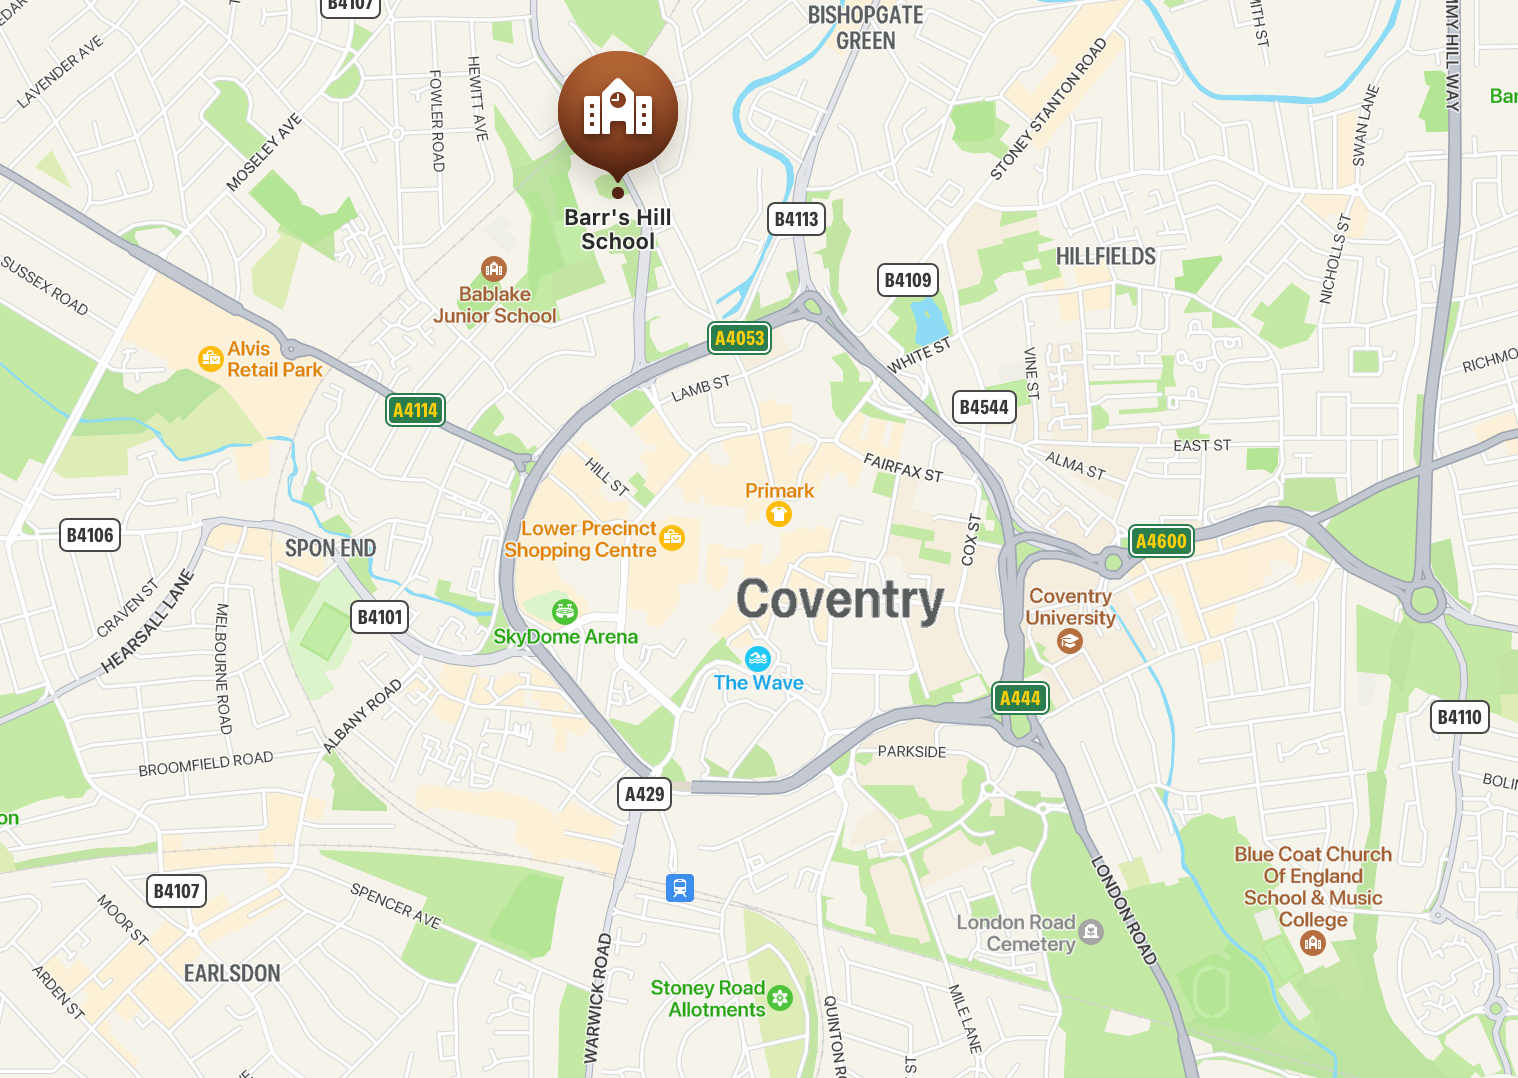 B4107
BISHOPGATE
GREEN
LAVENDER AVE
FOWLER ROAD
HEWITT AVE
MOSELEY AVE
STONEY STANTON ROAD
SWAN LANE
Barr's Hill
School
B4113
SUSSEX ROAD
Bablake
Junior School
B4109
HILLFIELDS
NICHOLLS ST
Alvis
Retail Park
A4053
WHITE ST
VINE ST
LAMB ST
A4114
B4544
EAST ST
ALMA ST
FAIRFAX ST
HILL ST
Primark
Lower Precinct
Shopping Centre
COX ST
A4600
B4106
SPON END
CRAVEN ST
HEARSALL LANE
MELBOURNE ROAD
B4101
SkyDome Arena
Coventry
Coventry
University
The Wave
A444
ALBANY ROAD
BROOMFIELD ROAD
PARKSIDE
B4110
A429
B4107
MOOR ST
SPENCER AVE
EARLSDON
ARDEN ST
WARWICK ROAD
Stoney Road
Allotments
London Road
Cemetery
LONDON ROAD
MILE LANE
Blue Coat Church
Of England
School & Music
College